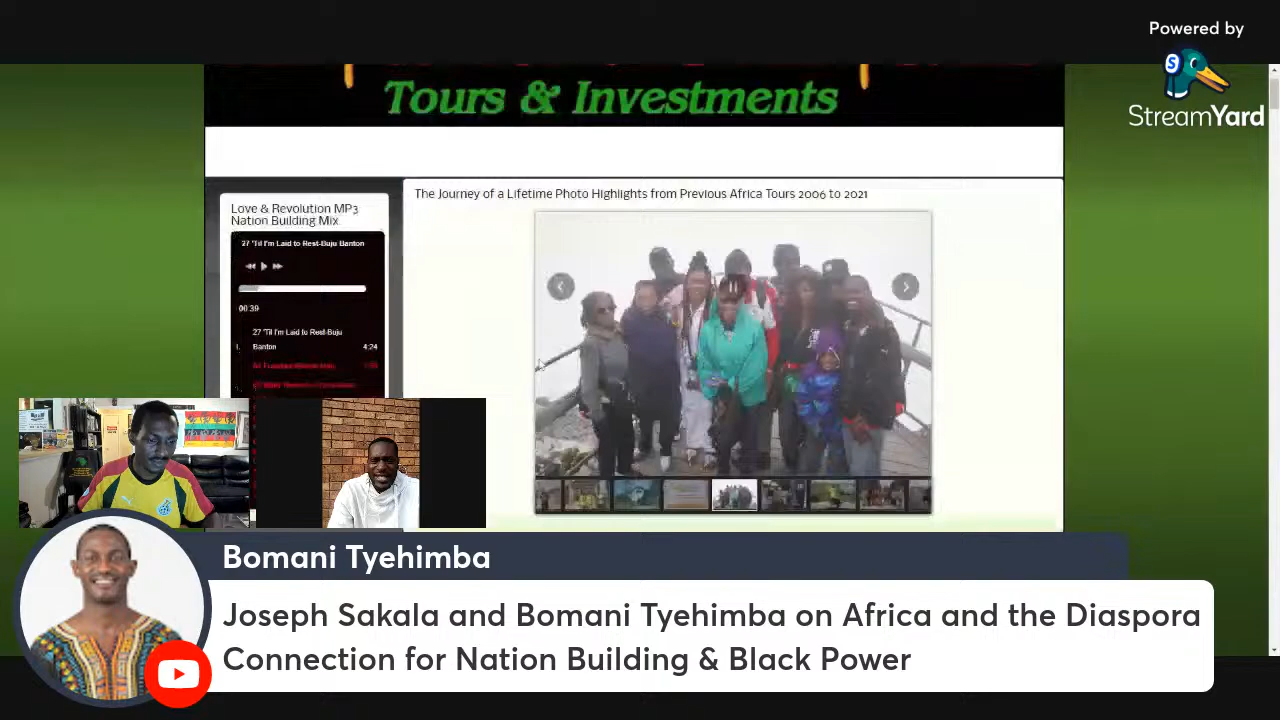 Powered by
StreamYard
Tours & Investments
The Journey of a Lifetime Photo Highlights from Previous Africa Tours 2006 to 2021
Love & Revolution MP3
Nation Building Mix
27 'Til I'm Laid to Rest-Buju Banton
00:39
27 'Til I'm Laid to Rest-Buju
1. Banton 4:24
Bomani Tyehimba
Joseph Sakala and Bomani Tyehimba on Africa and the Diaspora
Connection for Nation Building & Black Power